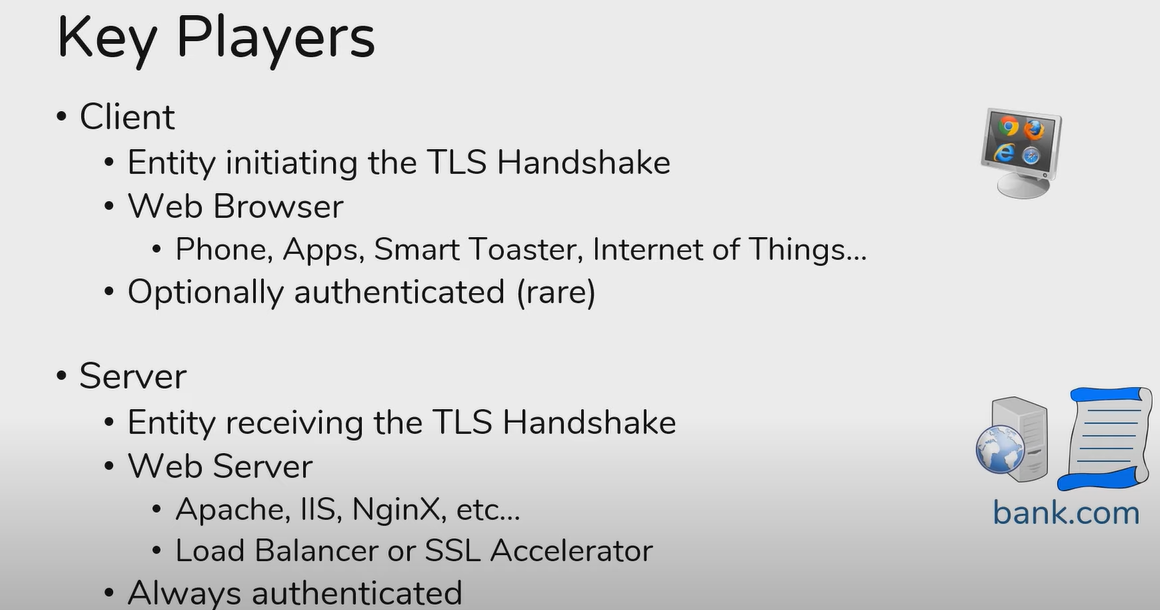 Key Players
• Client
• Entity initiating the TLS Handshake
• Web Browser
• Phone, Apps, Smart Toaster, Internet of Things...
• Optionally authenticated (rare)
• Server
• Entity receiving the TLS Handshake
• Web Server
• Apache, IIS, NginX, etc...
• Load Balancer or SSL Accelerator
• Always authenticated
bank.com